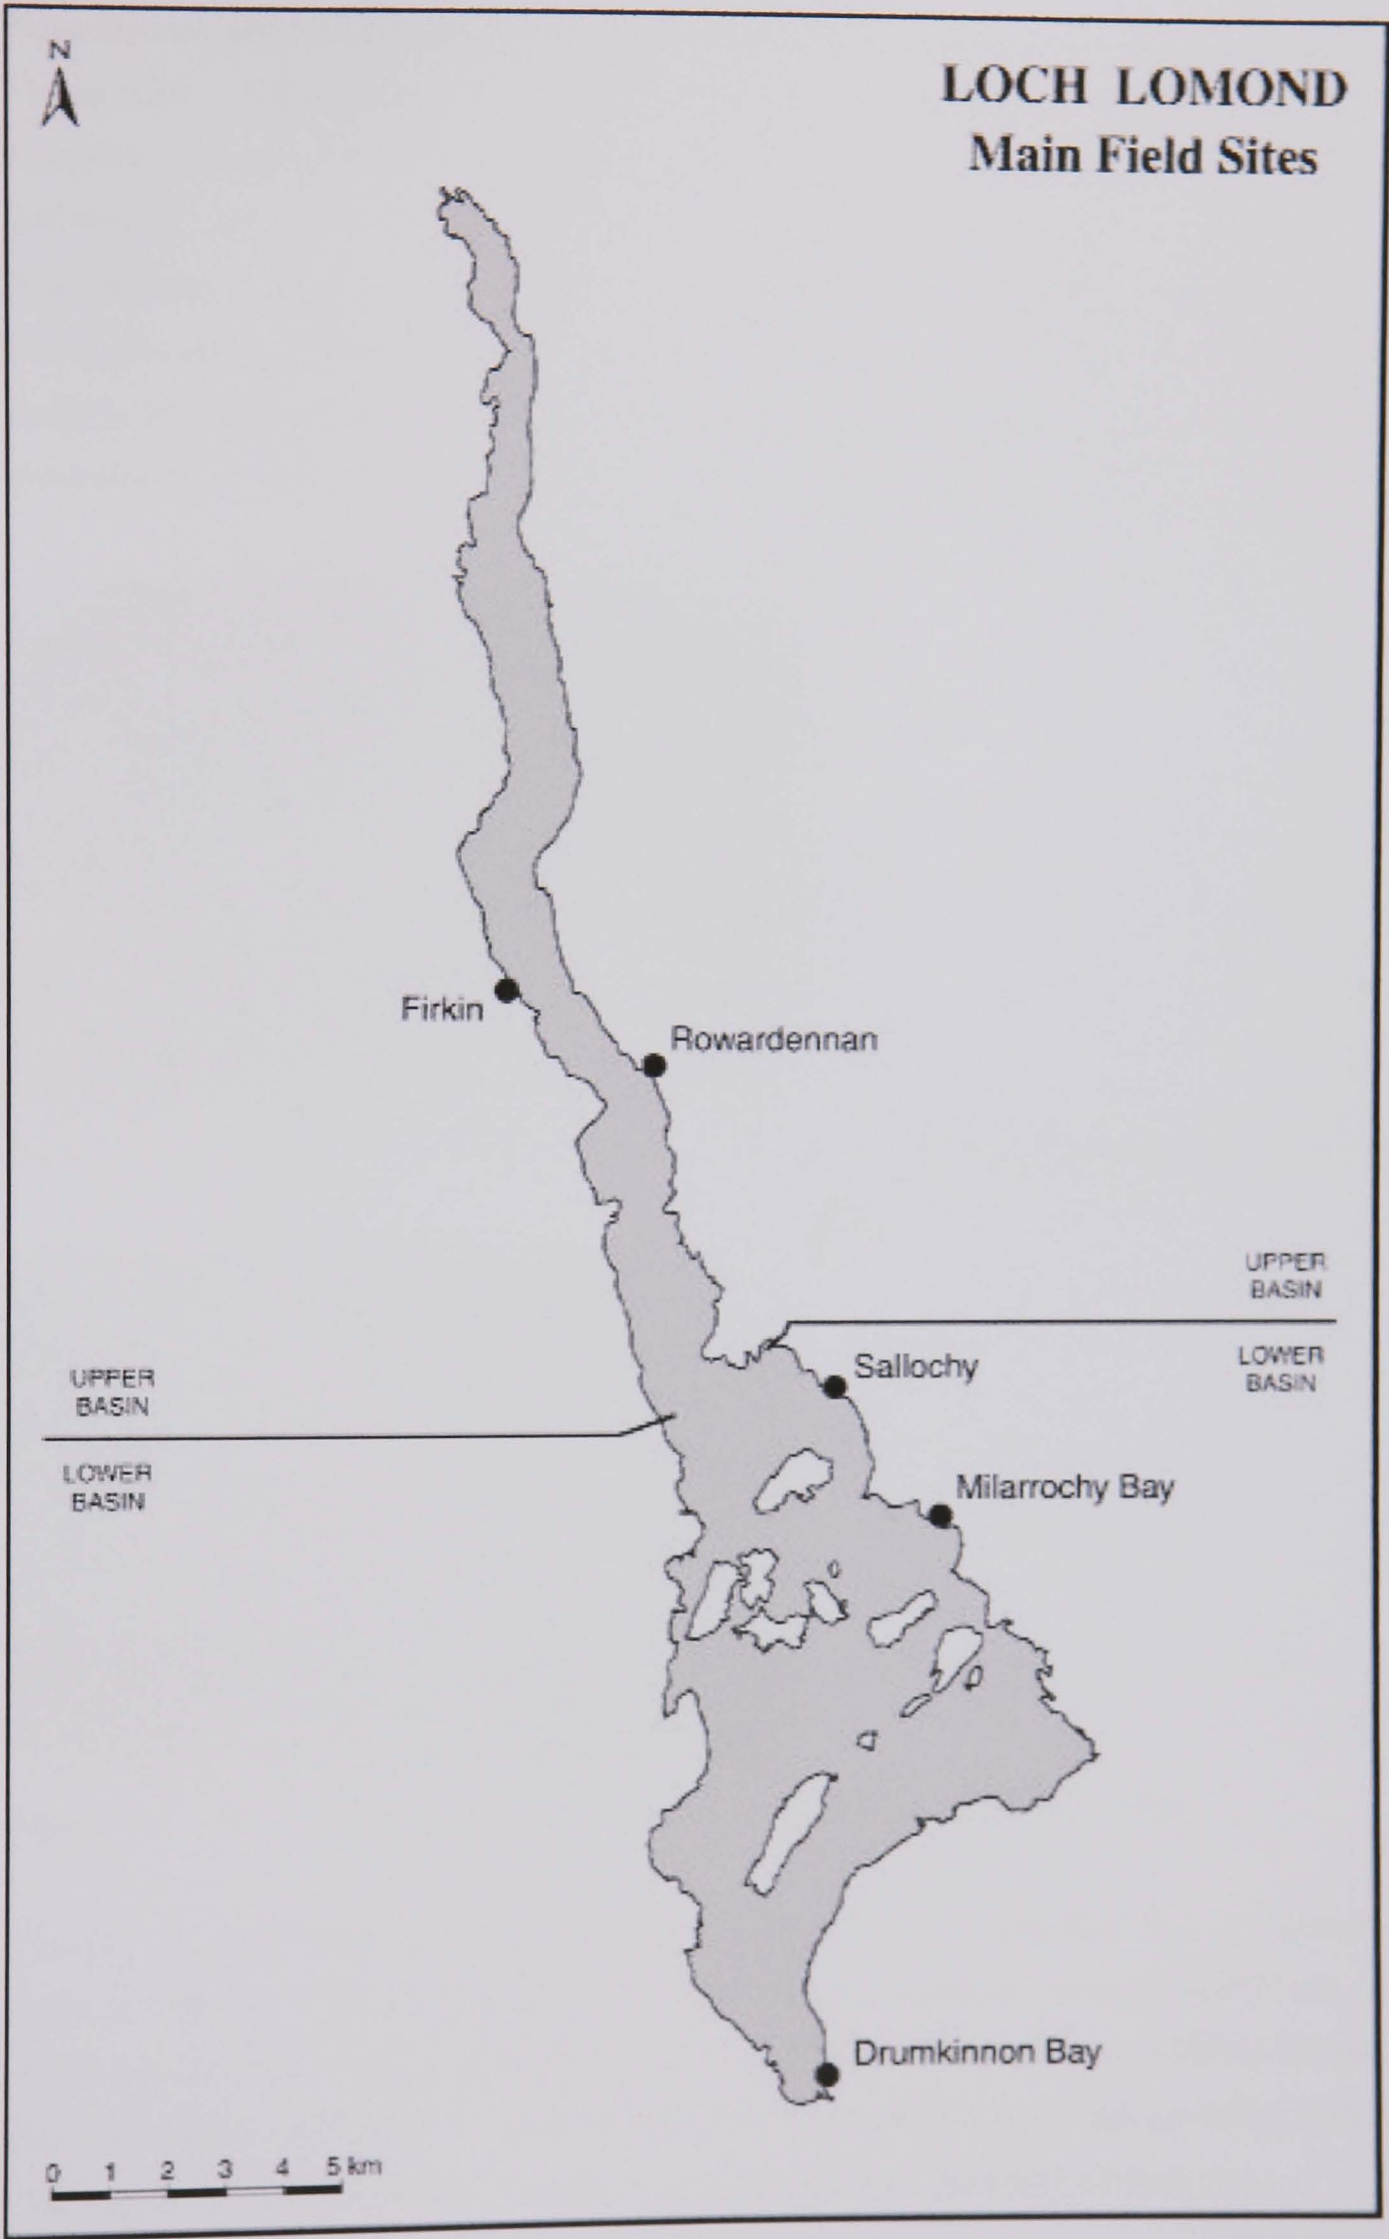 N
LOCH LOMOND
Main Field Sites
Firkin
Rowardennan
UPPER
BASIN
LOWER
BASIN
Sallochy
UPPER
BASIN
LOWER
BASIN
Milarrochy Bay
Drumkinnon Bay
0 1 2 3 4 5 km